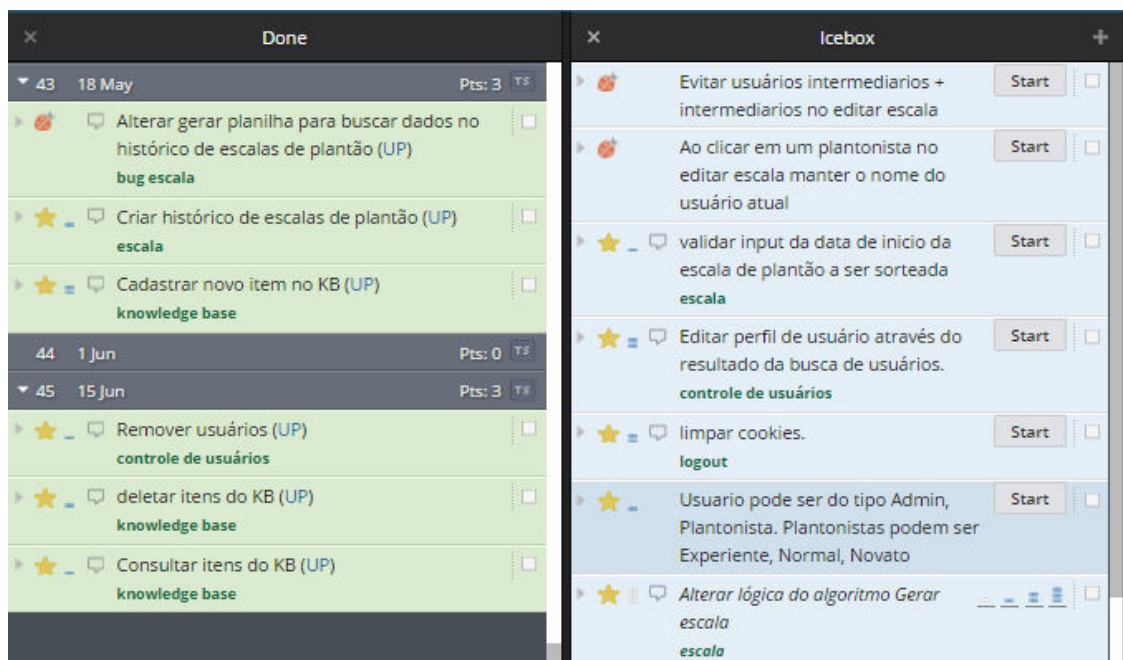 Done
43 18 May Pts: 3 TS
Alterar gerar planilha para buscar dados no
histórico de escalas de plantão (UP)
bug escala
Criar histórico de escalas de plantão (UP)
escala
Cadastrar novo item no KB (UP)
knowledge base
44 1 Jun Pts: 0 TS
45 15 Jun Pts: 3 TS
Remover usuários (UP)
controle de usuários
deletar itens do KB (UP)
knowledge base
Consultar itens do KB (UP)
knowledge base
Icebox
Evitar usuários intermediarios + Start
intermediarios no editar escala
Ao clicar em um plantonista no Start
editar escala manter o nome do
usuário atual
validar input da data de inicio da Start
escala de plantão a ser sorteada
escala
Editar perfil de usuário através do Start
resultado da busca de usuários.
controle de usuários
limpar cookies. Start
logout
Usuario pode ser do tipo Admin, Start
Plantonista. Plantonistas podem ser
Experiente, Normal, Novato
Alterar lógica do algoritmo Gerar
escala
escala